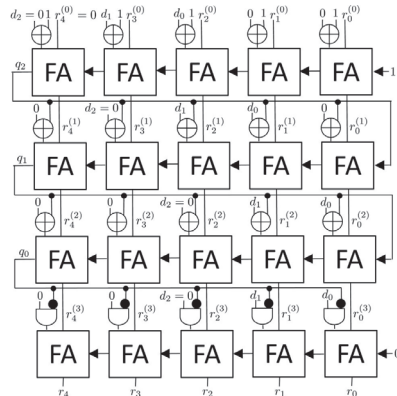 d₂ = 0 1 r₄⁽⁰⁾ = 0 d₁ 1 r₃⁽⁰⁾ d₀ 1 r₂⁽⁰⁾ 0 1 r₁⁽⁰⁾ 0 1 r₀⁽⁰⁾
q₂ FA FA FA FA FA 1
0 r₄⁽¹⁾ d₂ = 0 r₃⁽¹⁾ d₁ r₂⁽¹⁾ d₀ r₁⁽¹⁾ 0 r₀⁽¹⁾
q₁ FA FA FA FA FA
0 r₄⁽²⁾ 0 r₃⁽²⁾ d₂ = 0 r₂⁽²⁾ d₁ r₁⁽²⁾ d₀ r₀⁽²⁾
q₀ FA FA FA FA FA
0 r₄⁽³⁾ 0 r₃⁽³⁾ d₂ = 0 r₂⁽³⁾ d₁ r₁⁽³⁾ d₀ r₀⁽³⁾
FA FA FA FA FA 0
r₄ r₃ r₂ r₁ r₀